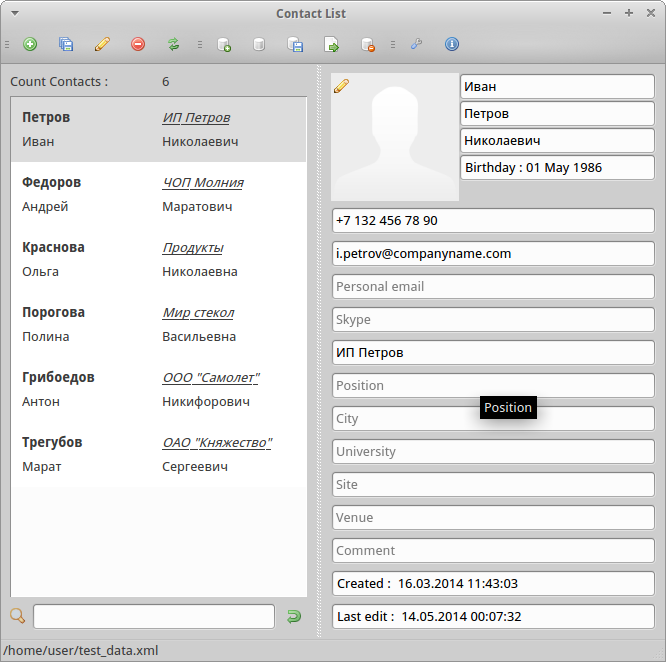 Contact List
Count Contacts : 6
Петров ИП Петров
Иван Николаевич
Федоров ЧОП Молния
Андрей Маратович
Краснова Продукты
Ольга Николаевна
Порогова Мир стекол
Полина Васильевна
Грибоедов ООО "Самолет"
Антон Никифорович
Трегубов ОАО "Княжество"
Марат Сергеевич
Иван
Петров
Николаевич
Birthday : 01 May 1986
+7 132 456 78 90
i.petrov@companyname.com
Personal email
Skype
ИП Петров
Position
Position
City
University
Site
Venue
Comment
Created : 16.03.2014 11:43:03
Last edit : 14.05.2014 00:07:32
/home/user/test_data.xml